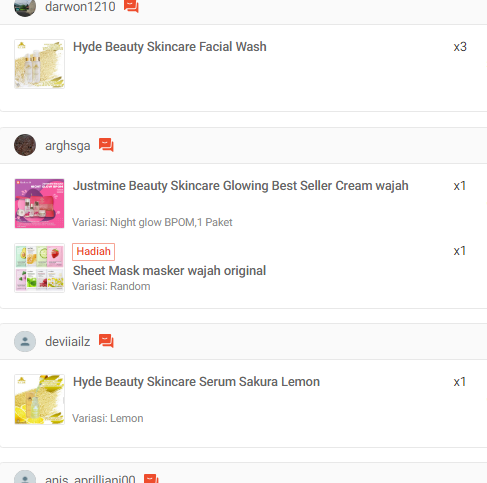 darwon1210
Hyde Beauty Skincare Facial Wash x3
arghsga
Justmine Beauty Skincare Glowing Best Seller Cream wajah x1
Variasi: Night glow BPOM,1 Paket
Hadiah x1
Sheet Mask masker wajah original
Variasi: Random
deviiailz
Hyde Beauty Skincare Serum Sakura Lemon x1
Variasi: Lemon
anis_aprilliani00